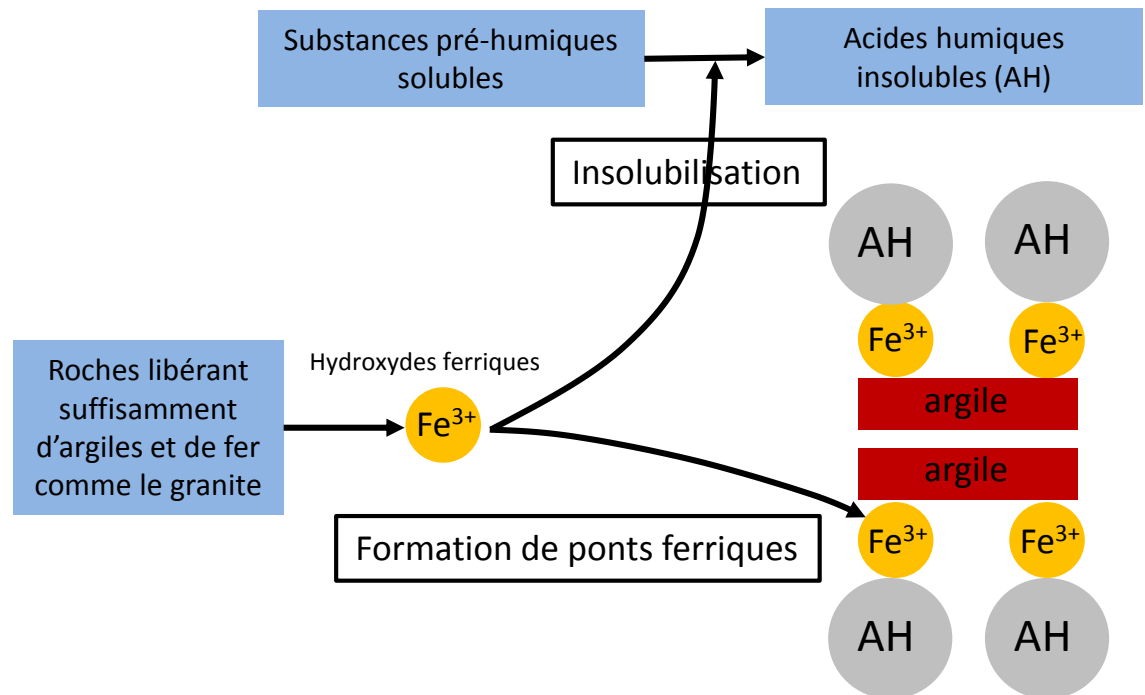 Substances pré-humiques
solubles
Acides humiques
insolubles (AH)
Insolubilisation
AH
AH
Fe³⁺
Fe³⁺
Hydroxydes ferriques
Roches libérant
suffisamment
d'argiles et de fer
comme le granite
Fe³⁺
argile
argile
Formation de ponts ferriques
Fe³⁺
Fe³⁺
AH
AH